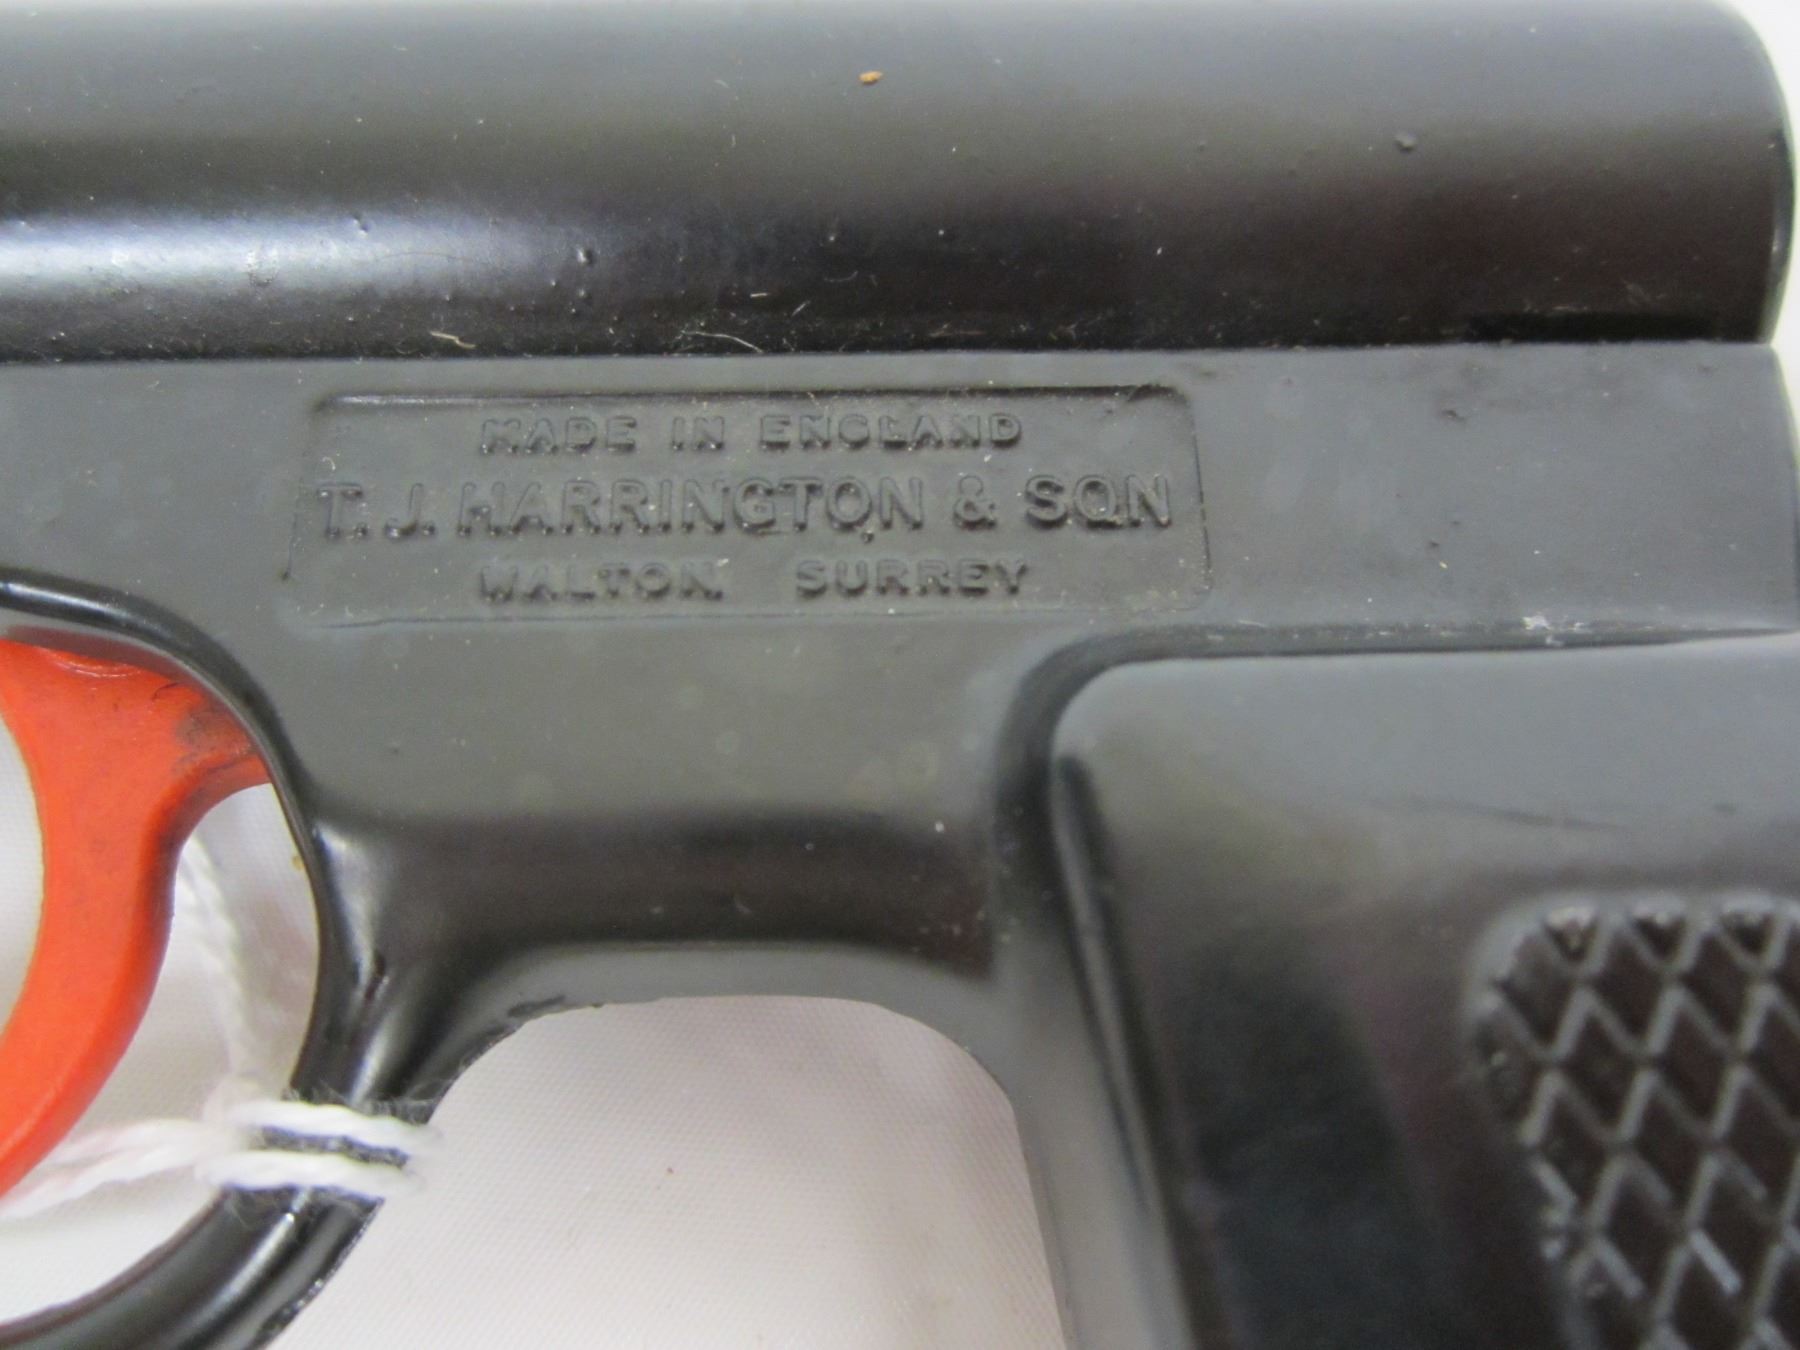 MADE IN ENGLAND
T. J. HARRINGTON & SON
WALTON. SURREY